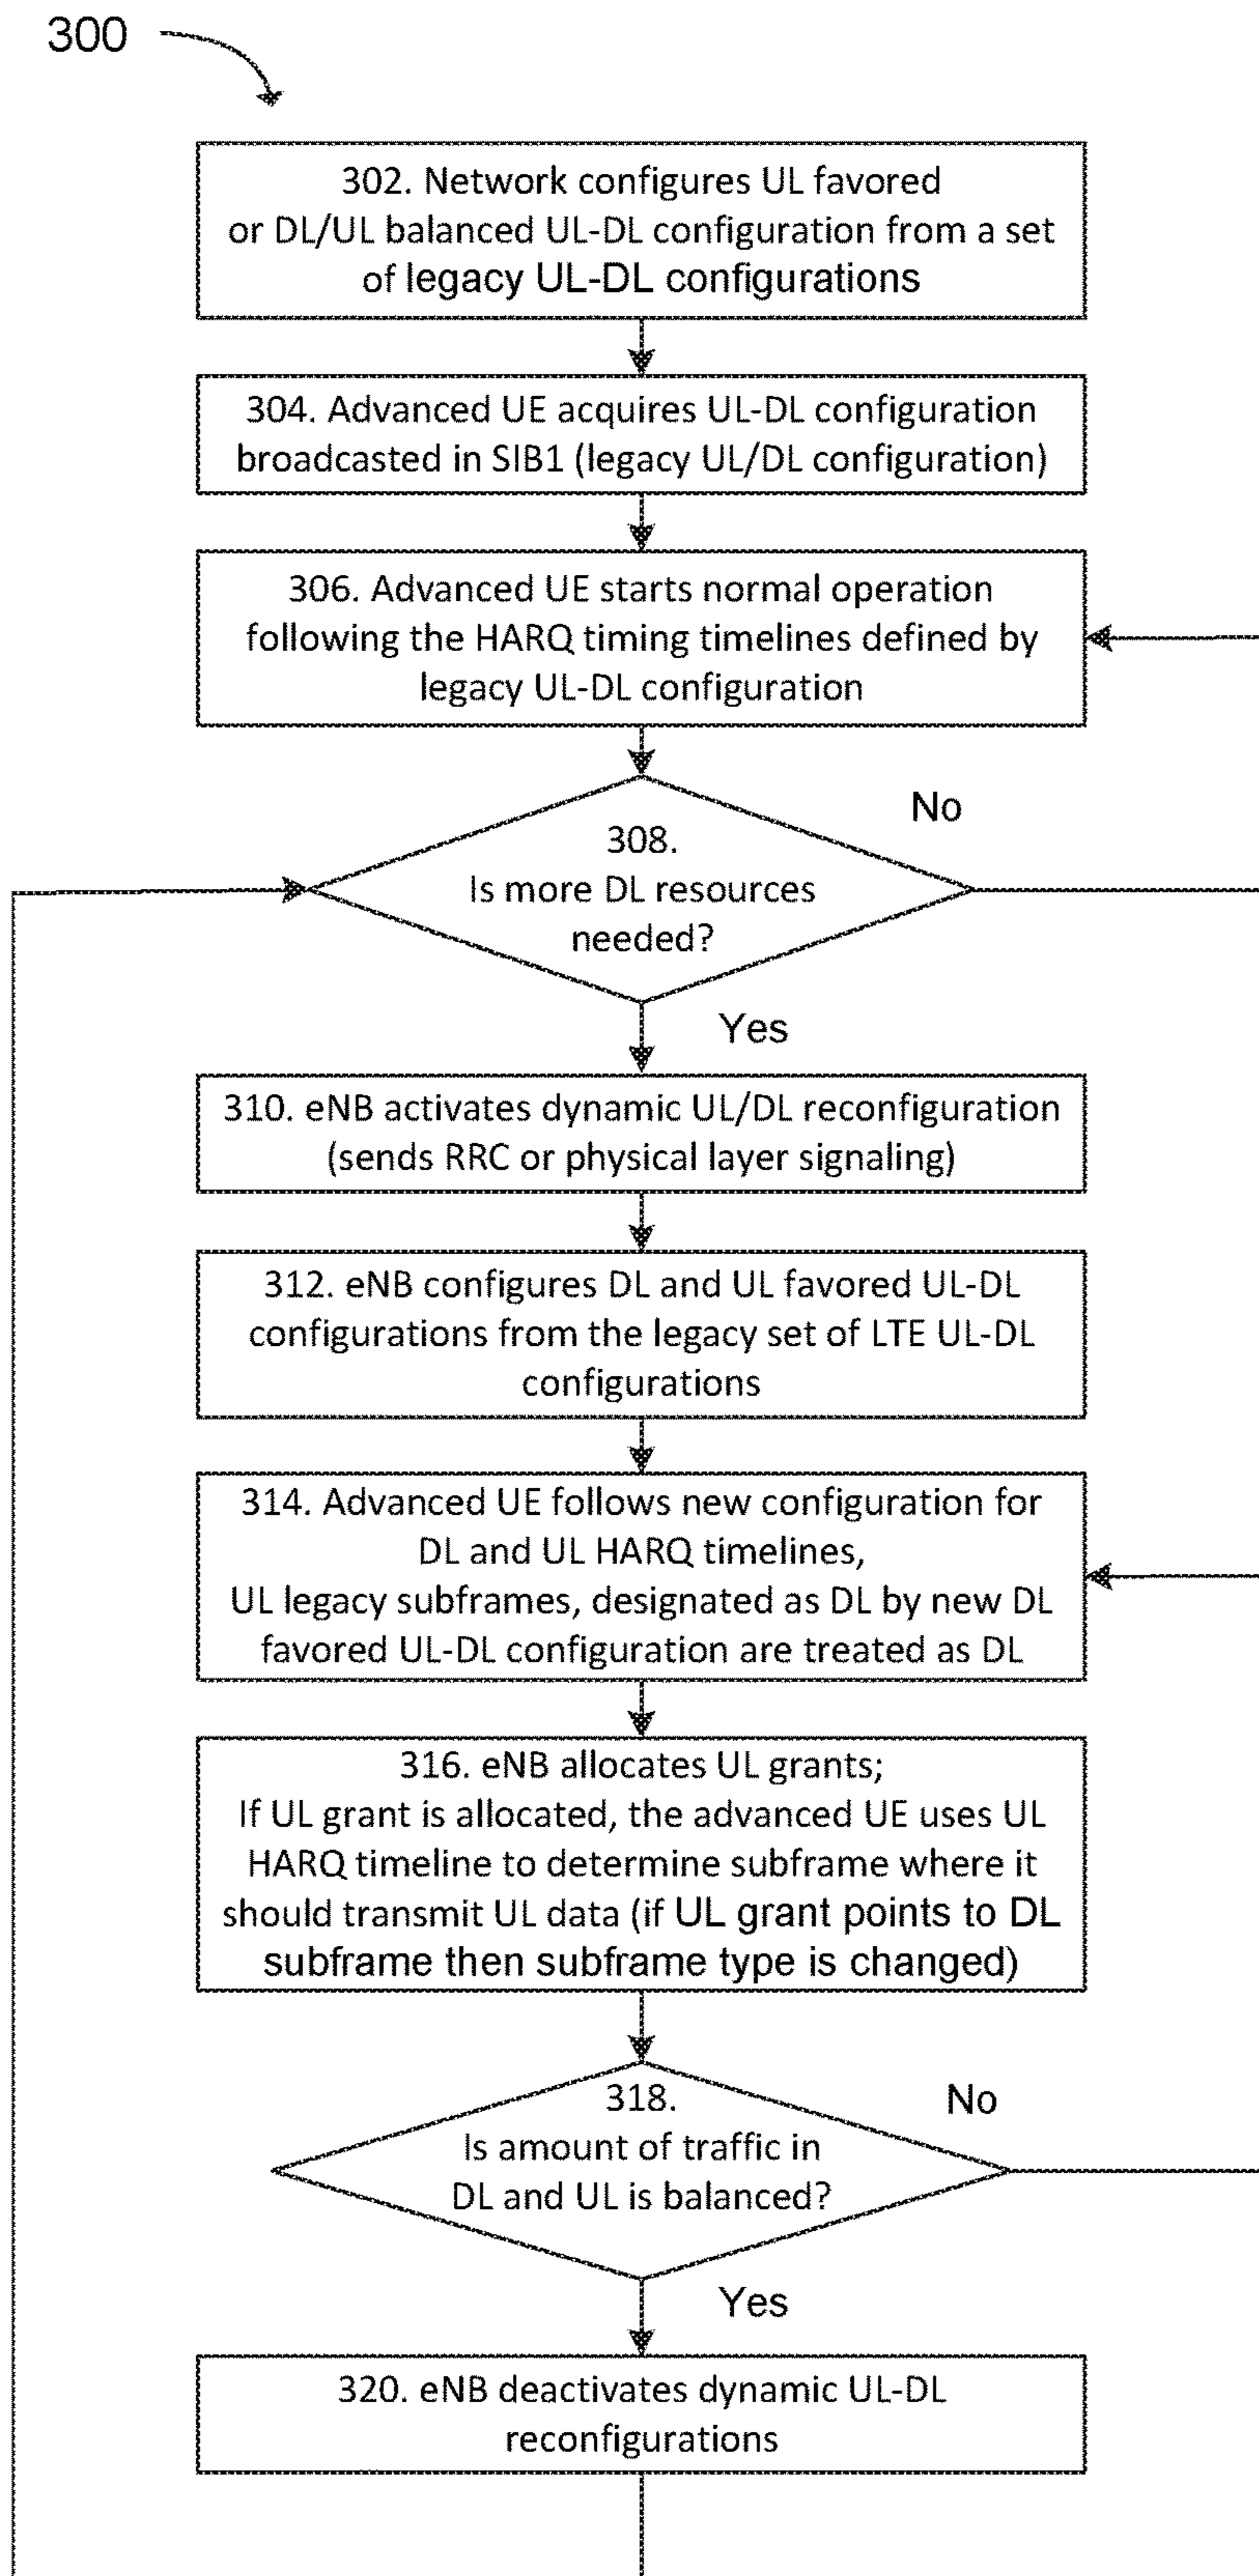 300
302. Network configures UL favored
or DL/UL balanced UL-DL configuration from a set
of legacy UL-DL configurations
304. Advanced UE acquires UL-DL configuration
broadcasted in SIB1 (legacy UL/DL configuration)
306. Advanced UE starts normal operation
following the HARQ timing timelines defined by
legacy UL-DL configuration
No
308.
Is more DL resources
needed?
Yes
310. eNB activates dynamic UL/DL reconfiguration
(sends RRC or physical layer signaling)
312. eNB configures DL and UL favored UL-DL
configurations from the legacy set of LTE UL-DL
configurations
314. Advanced UE follows new configuration for
DL and UL HARQ timelines,
UL legacy subframes, designated as DL by new DL
favored UL-DL configuration are treated as DL
316. eNB allocates UL grants;
If UL grant is allocated, the advanced UE uses UL
HARQ timeline to determine subframe where it
should transmit UL data (if UL grant points to DL
subframe then subframe type is changed)
318.
No
Is amount of traffic in
DL and UL is balanced?
Yes
320. eNB deactivates dynamic UL-DL
reconfigurations